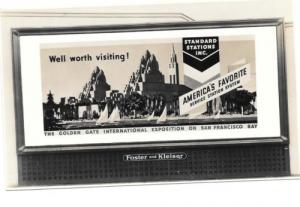 Well worth visiting!
STANDARD
STATIONS
INC.
AMERICA'S FAVORITE
SERVICE STATION SYSTEM
THE GOLDEN GATE INTERNATIONAL EXPOSITION ON SAN FRANCISCO BAY
Foster and Kleiser